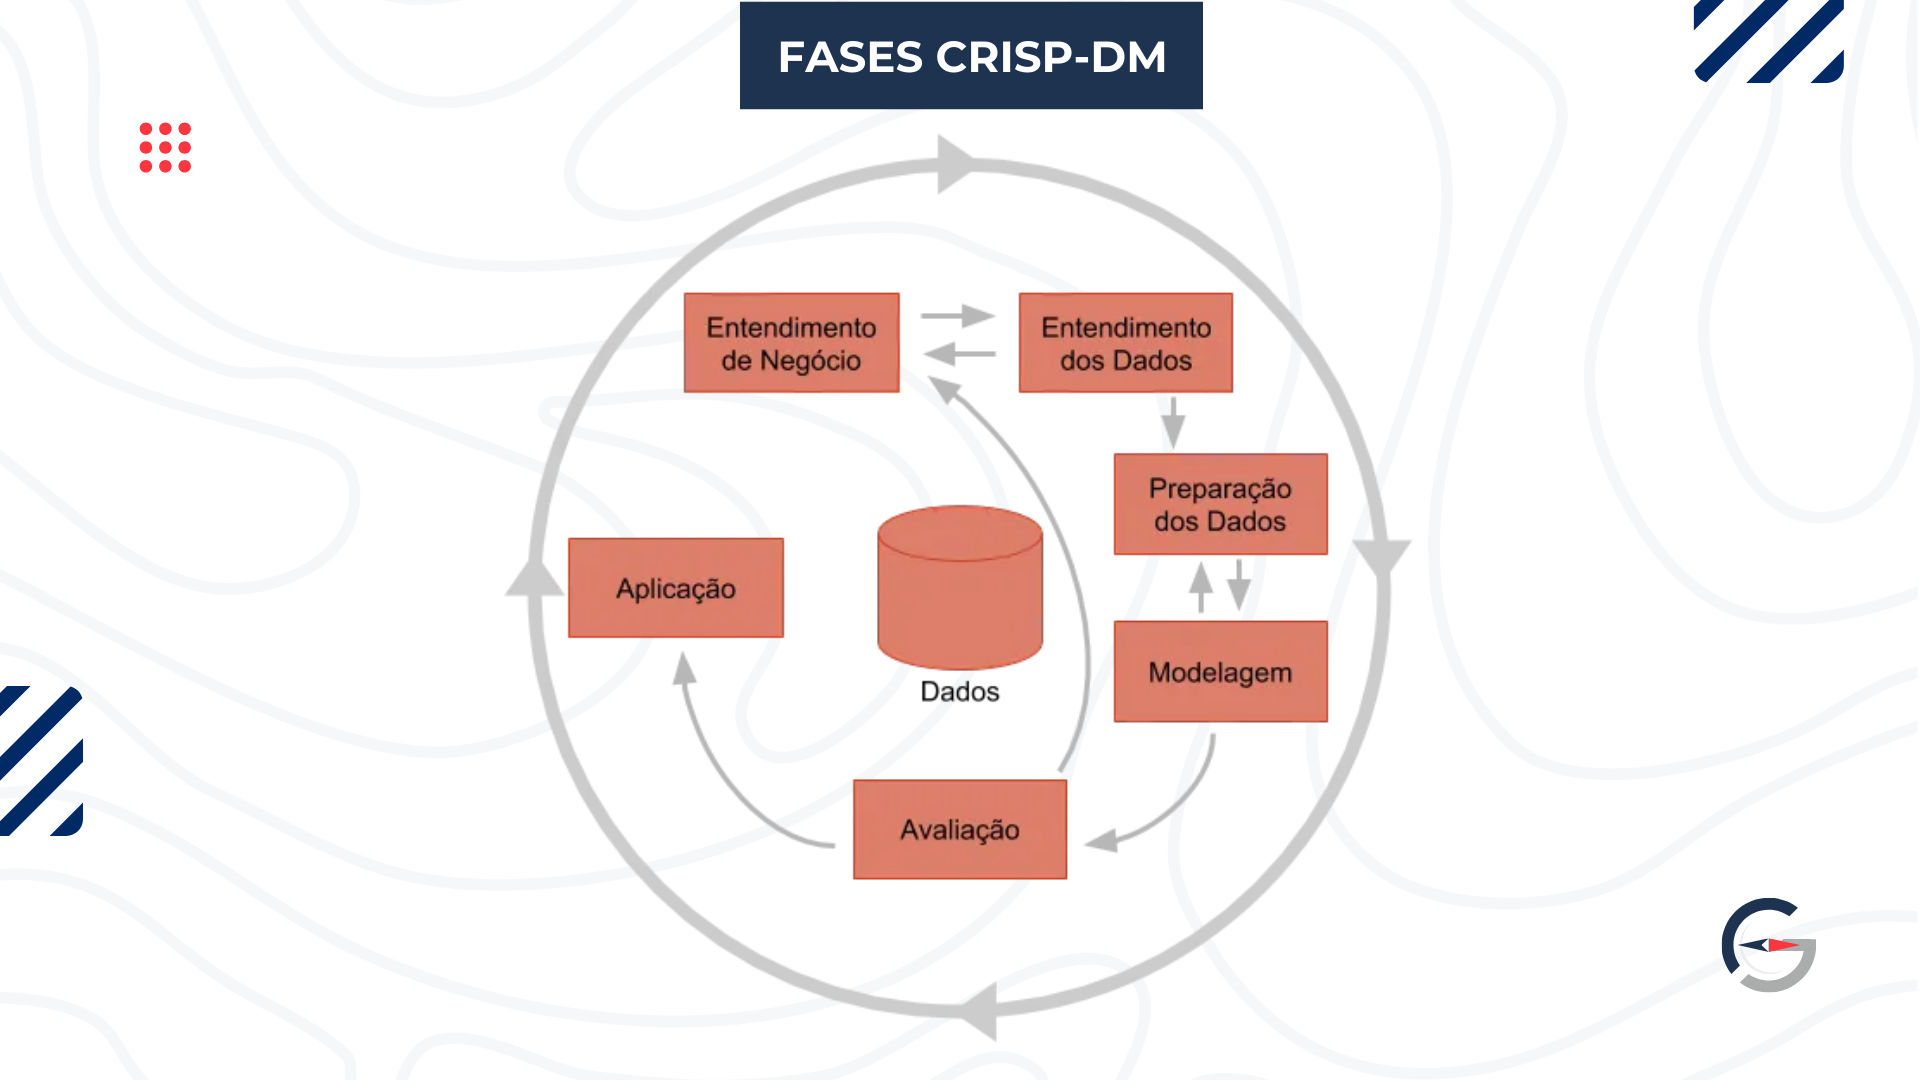 FASES CRISP-DM
Entendimento
de Negócio
Entendimento
dos Dados
Preparação
dos Dados
Aplicação
Dados
Modelagem
Avaliação